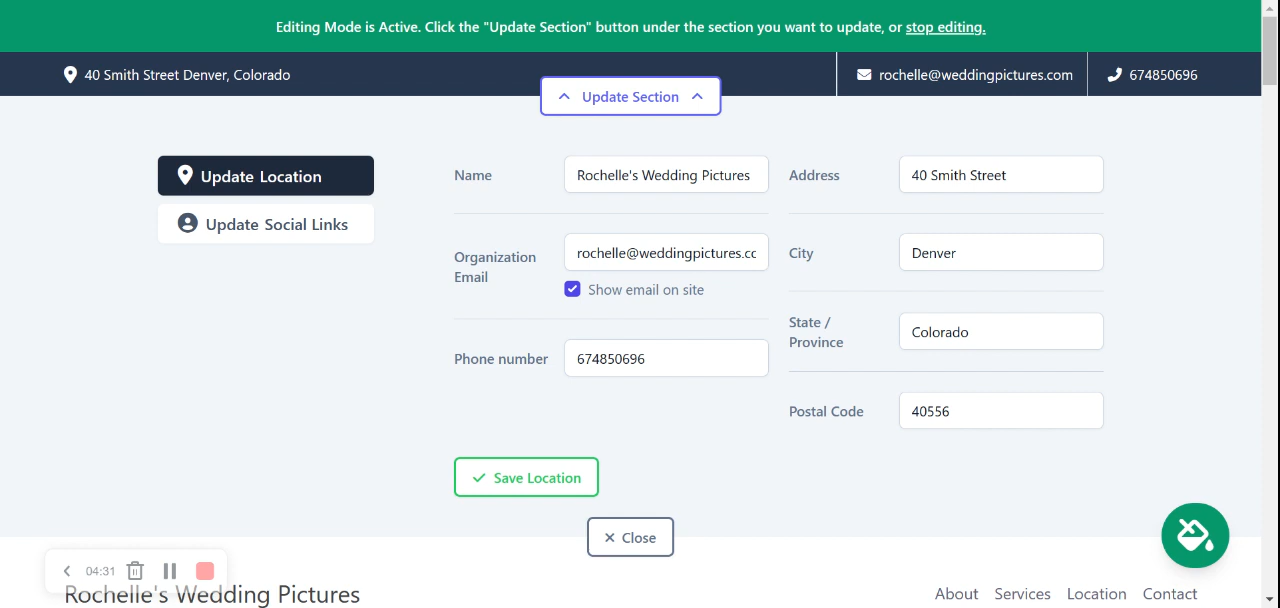 Editing Mode is Active. Click the "Update Section" button under the section you want to update, or stop editing.
40 Smith Street Denver, Colorado
rochelle@weddingpictures.com
674850696
Update Section
Update Location
Update Social Links
Name
Rochelle's Wedding Pictures
Address
40 Smith Street
Organization
Email
rochelle@weddingpictures.cc
Show email on site
City
Denver
State /
Province
Colorado
Phone number
674850696
Postal Code
40556
Save Location
Close
04:31
Rochelle's Wedding Pictures
About
Services
Location
Contact